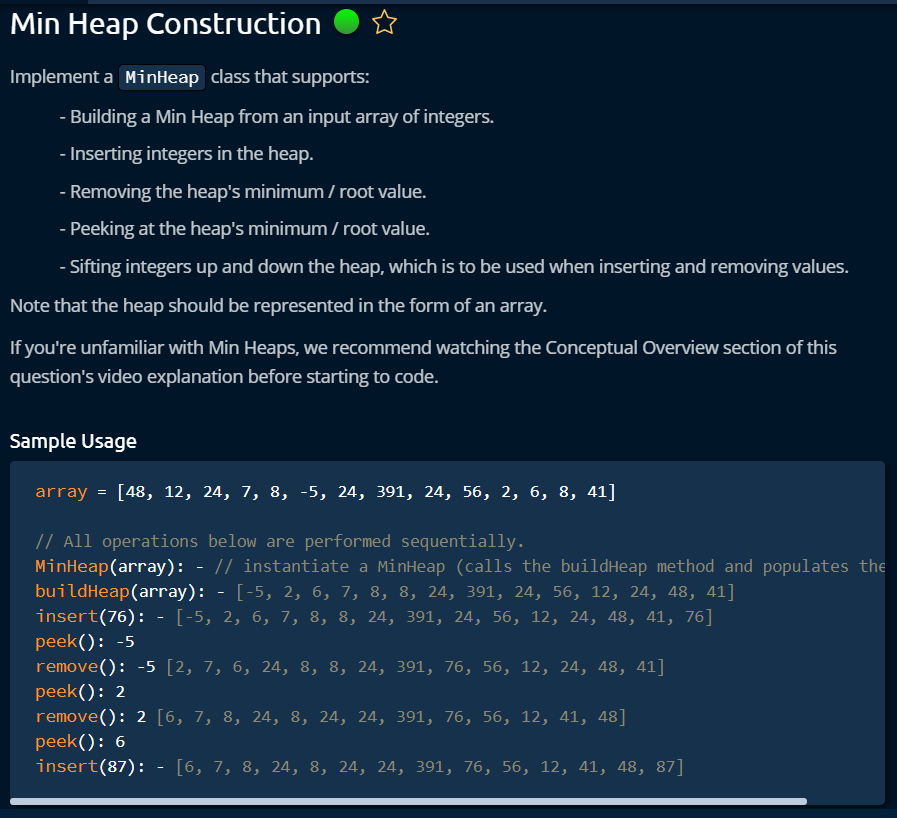 Min Heap Construction
Implement a MinHeap class that supports:
- Building a Min Heap from an input array of integers.
- Inserting integers in the heap.
- Removing the heap's minimum / root value.
- Peeking at the heap's minimum / root value.
- Sifting integers up and down the heap, which is to be used when inserting and removing values.
Note that the heap should be represented in the form of an array.
If you're unfamiliar with Min Heaps, we recommend watching the Conceptual Overview section of this
question's video explanation before starting to code.
Sample Usage
array = [48, 12, 24, 7, 8, -5, 24, 391, 24, 56, 2, 6, 8, 41]
// All operations below are performed sequentially.
MinHeap(array): - // instantiate a MinHeap (calls the buildHeap method and populates the
buildHeap(array): - [-5, 2, 6, 7, 8, 8, 24, 391, 24, 56, 12, 24, 48, 41]
insert(76): - [-5, 2, 6, 7, 8, 8, 24, 391, 24, 56, 12, 24, 48, 41, 76]
peek(): -5
remove(): -5 [2, 7, 6, 24, 8, 8, 24, 391, 76, 56, 12, 24, 48, 41]
peek(): 2
remove(): 2 [6, 7, 8, 24, 8, 24, 24, 391, 76, 56, 12, 41, 48]
peek(): 6
insert(87): - [6, 7, 8, 24, 8, 24, 24, 391, 76, 56, 12, 41, 48, 87]